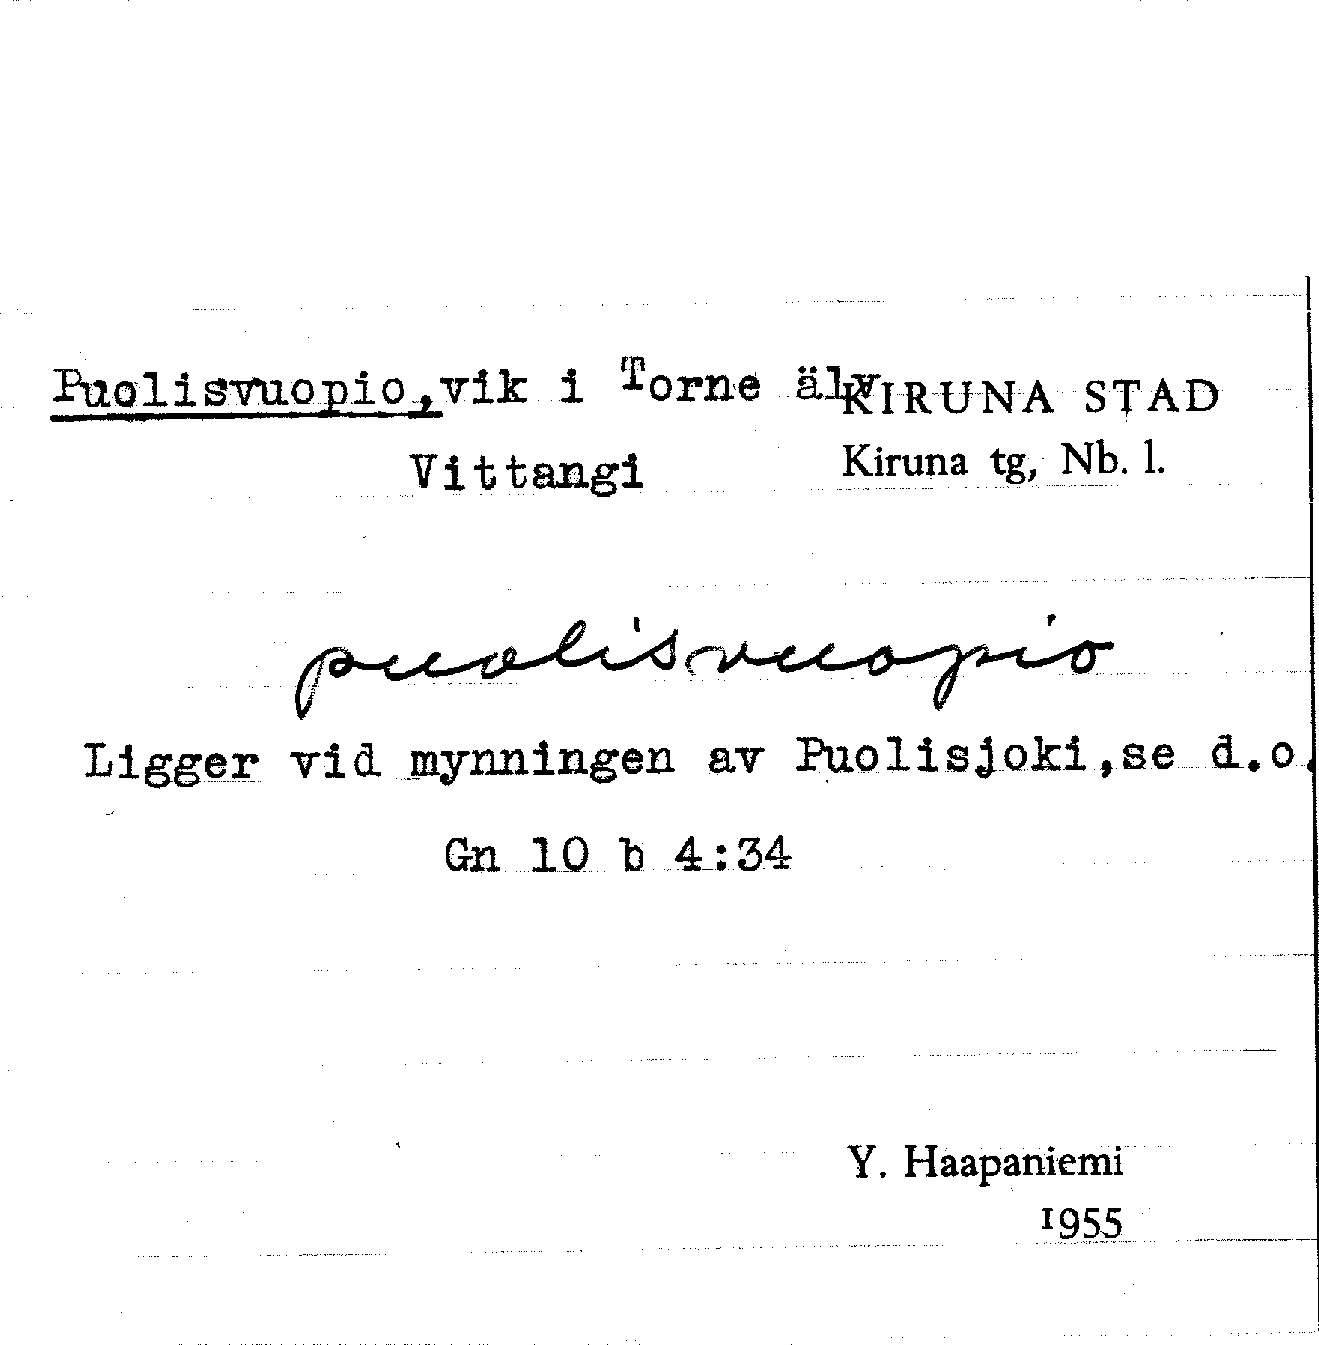 Puolisvuopio, vik i Torne älv KIRUNA STAD
Vittangi Kiruna tg, Nb. l.
puolisvuopio
Ligger vid mynningen av Puolisjoki, se d.o.
Gn 10 b 4:34
Y. Haapaniemi
1955